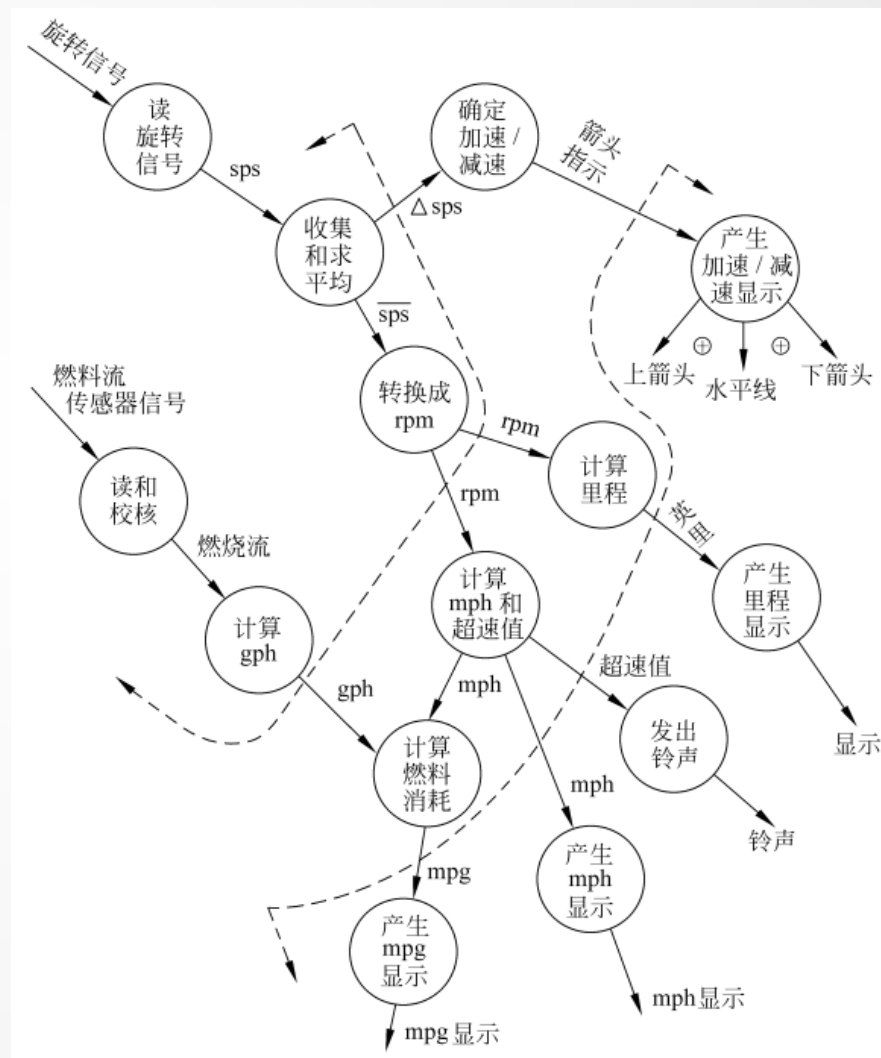 旋转信号
读
旋转
信号
sps
确定
加速/
减速
箭头
指示
收集
和求
平均
△sps
产生
加速/减
速显示
s̅p̅s̅
⊕
⊕
上箭头
水平线
下箭头
燃料流
传感器信号
转换成
rpm
rpm
计算
里程
读和
校核
rpm
英里
燃烧流
计算
mph 和
超速值
产生
里程
显示
计算
gph
gph
mph
超速值
计算
燃料
消耗
发出
铃声
显示
mph
铃声
mpg
产生
mph
显示
产生
mpg
显示
mph显示
mpg显示